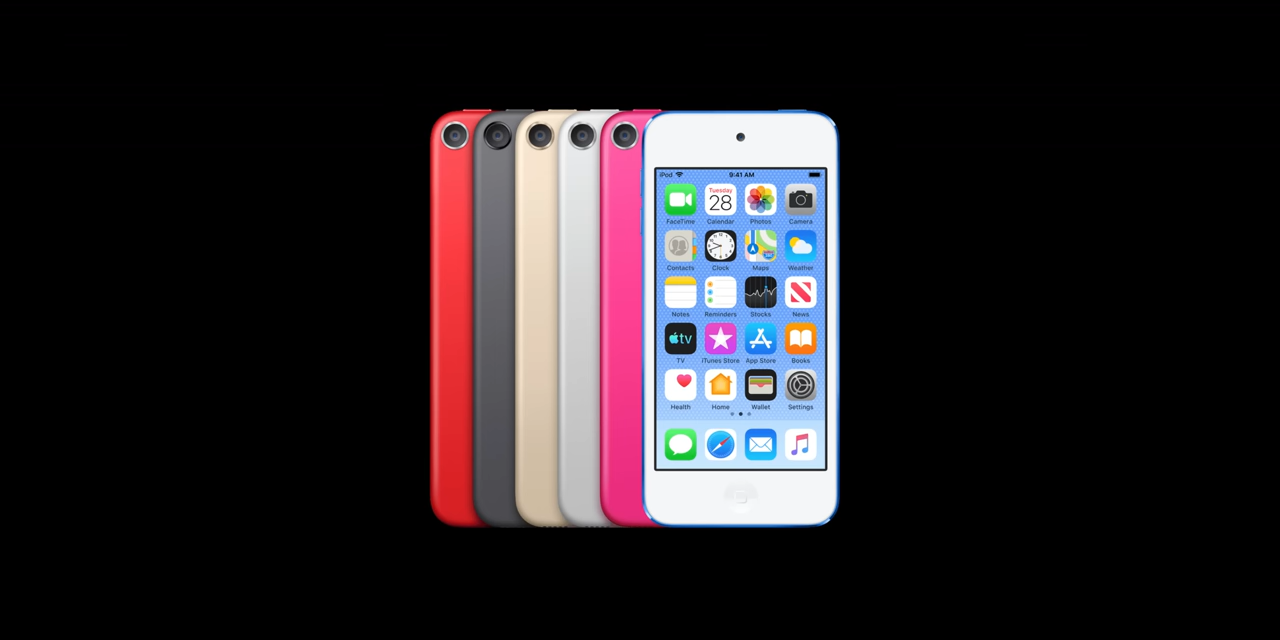 iPod 9:41 AM
Tuesday
28
FaceTime Calendar Photos Camera
Contacts Clock Maps Weather
Notes Reminders Stocks News
tv
TV iTunes Store App Store Books
Health Home Wallet Settings